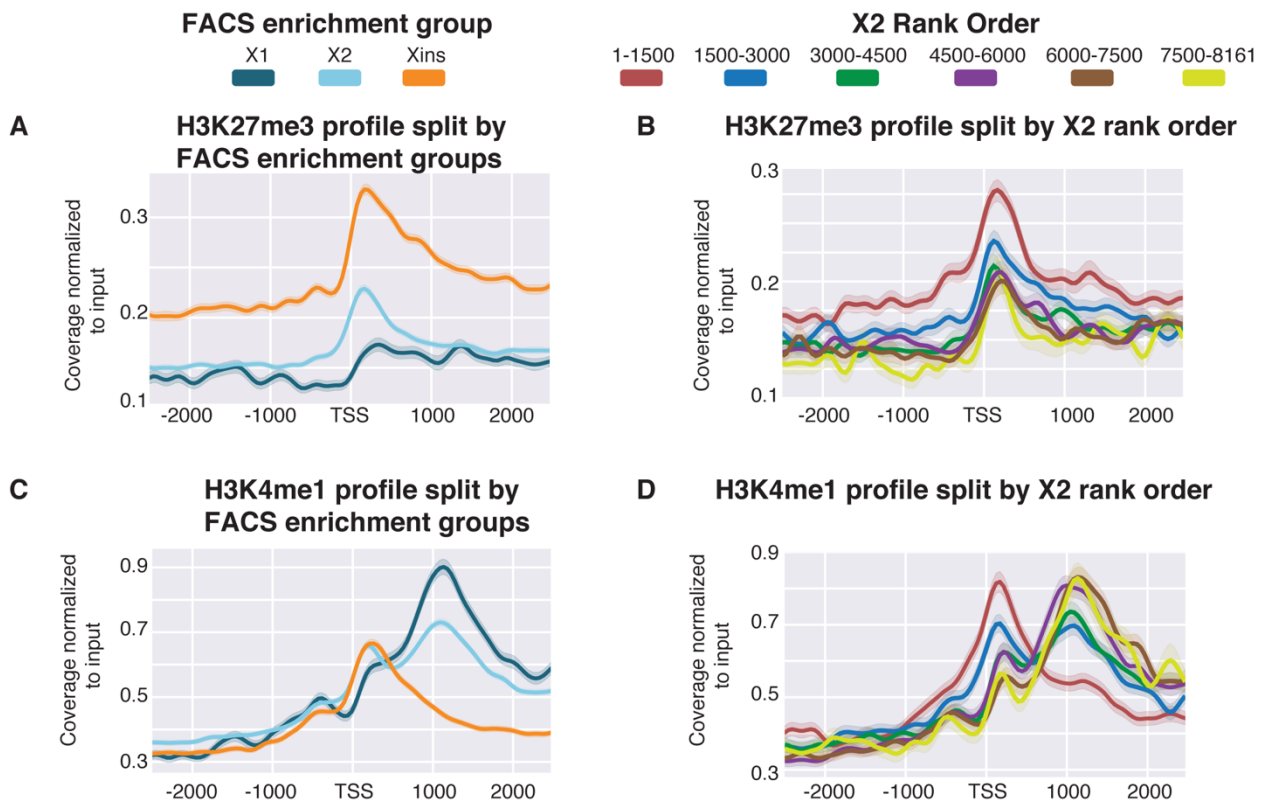 FACS enrichment group
X1 X2 Xins
X2 Rank Order
1-1500 1500-3000 3000-4500 4500-6000 6000-7500 7500-8161
A
H3K27me3 profile split by
FACS enrichment groups
Coverage normalized
to input
0.3
0.2
0.1
-2000 -1000 TSS 1000 2000
B
H3K27me3 profile split by X2 rank order
Coverage normalized
to input
0.3
0.2
0.1
-2000 -1000 TSS 1000 2000
C
H3K4me1 profile split by
FACS enrichment groups
Coverage normalized
to input
0.9
0.7
0.5
0.3
-2000 -1000 TSS 1000 2000
D
H3K4me1 profile split by X2 rank order
Coverage normalized
to input
0.9
0.7
0.5
0.3
-2000 -1000 TSS 1000 2000